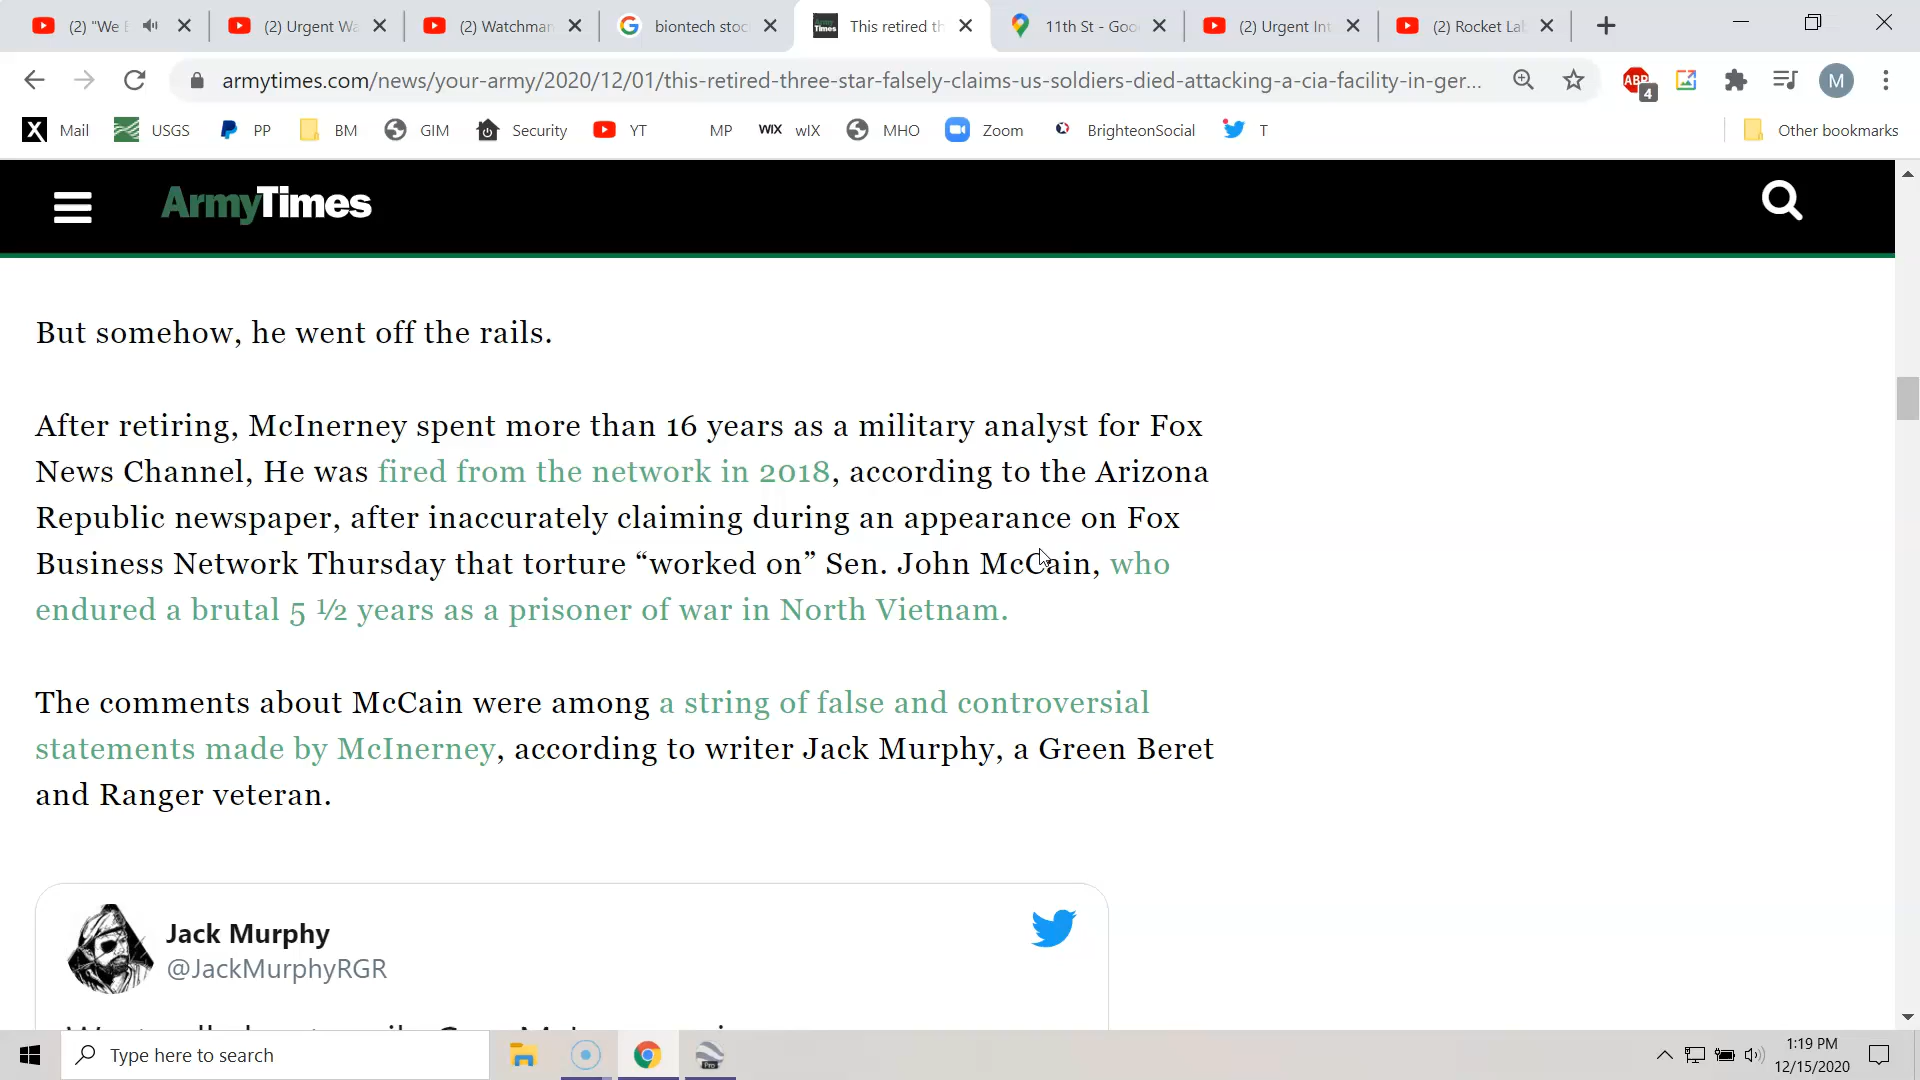 (2) "We E
(2) Urgent Wa
(2) Watchman
biontech stoc
This retired th
11th St - Goo
(2) Urgent Int
(2) Rocket Lab
armytimes.com/news/your-army/2020/12/01/this-retired-three-star-falsely-claims-us-soldiers-died-attacking-a-cia-facility-in-ger...
ABP
4
M
X Mail
USGS
PP
BM
GIM
Security
YT
MP
WIX wIX
MHO
Zoom
BrighteonSocial
T
Other bookmarks
ArmyTimes
But somehow, he went off the rails.
After retiring, McInerney spent more than 16 years as a military analyst for Fox
News Channel, He was fired from the network in 2018, according to the Arizona
Republic newspaper, after inaccurately claiming during an appearance on Fox
Business Network Thursday that torture “worked on” Sen. John McCain, who
endured a brutal 5 ½ years as a prisoner of war in North Vietnam.
The comments about McCain were among a string of false and controversial
statements made by McInerney, according to writer Jack Murphy, a Green Beret
and Ranger veteran.
Jack Murphy
@JackMurphyRGR
Type here to search
1:19 PM
12/15/2020